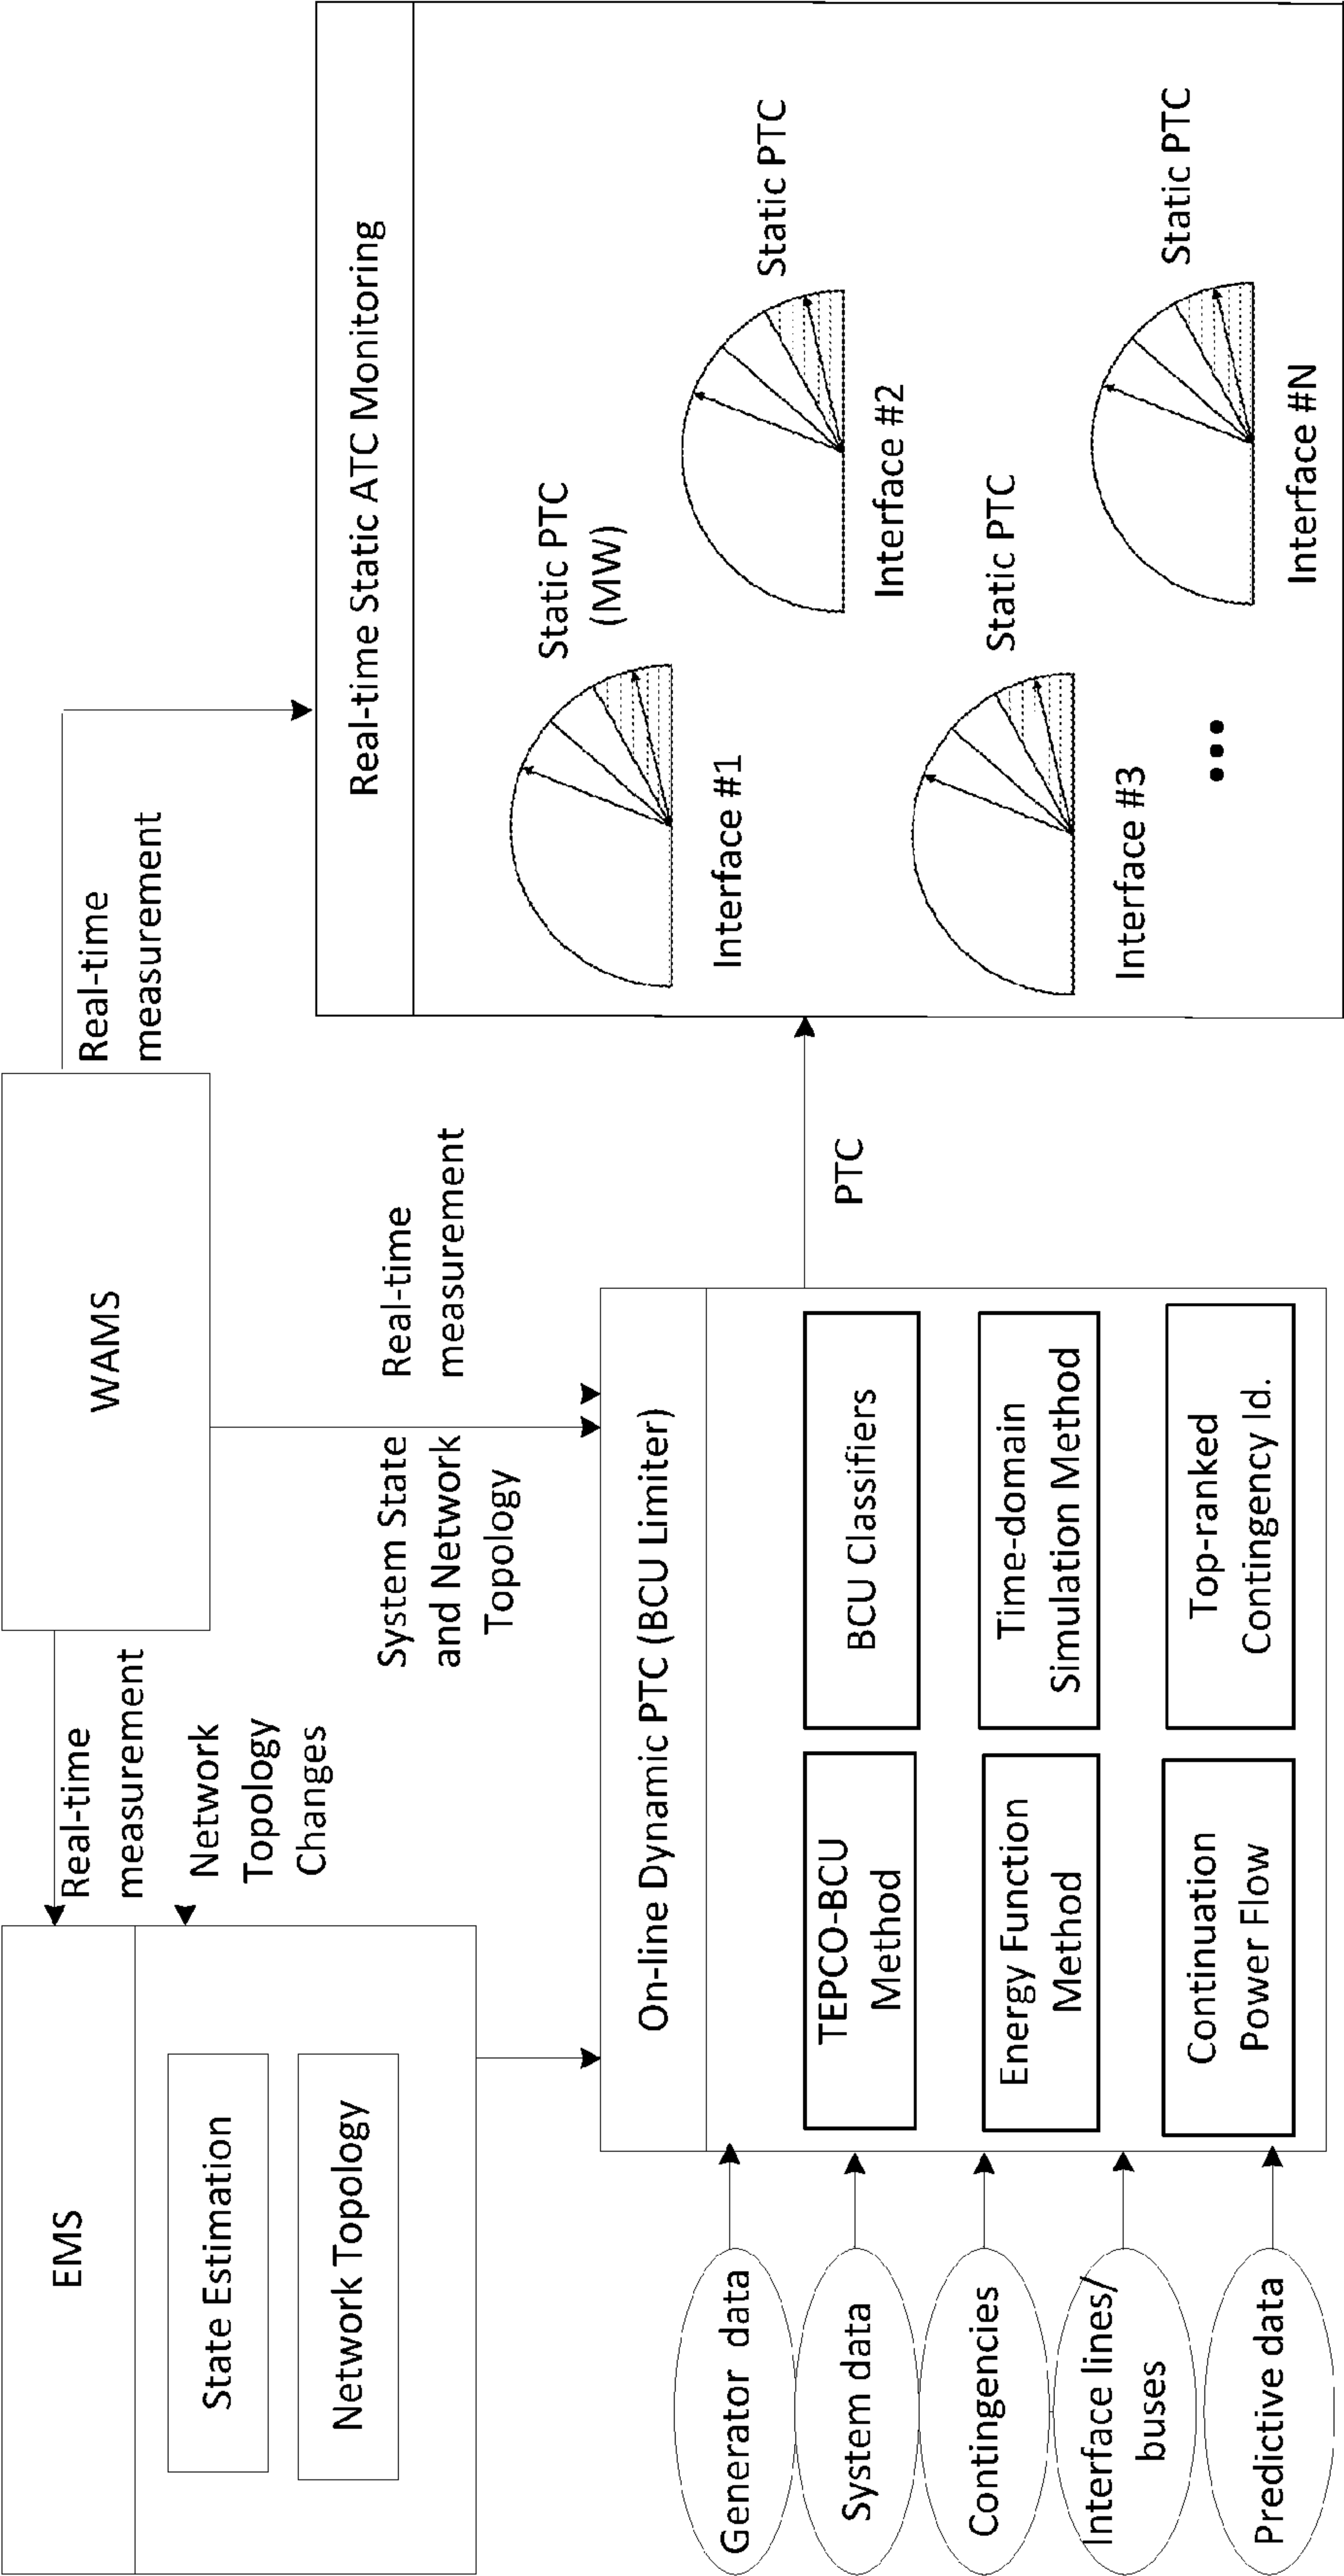 EMS
State Estimation
Network Topology
Real-time
measurement
Network
Topology
Changes
WAMS
Real-time
measurement
System State
and Network
Topology
Real-time
measurement
Generator data
System data
Contingencies
Interface lines/
buses
Predictive data
On-line Dynamic PTC (BCU Limiter)
TEPCO-BCU
Method
BCU Classifiers
Energy Function
Method
Time-domain
Simulation Method
Continuation
Power Flow
Top-ranked
Contingency Id.
PTC
Real-time Static ATC Monitoring
Static PTC
(MW)
Interface #1
Static PTC
Interface #2
Static PTC
Interface #3
Static PTC
Interface #N